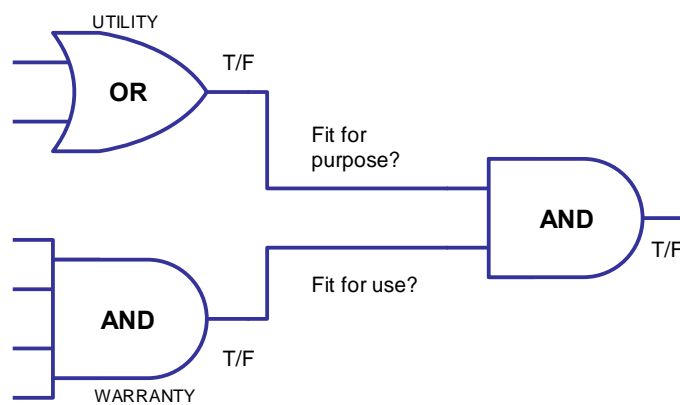 UTILITY
T/F
OR
Fit for
purpose?
AND
T/F
Fit for use?
AND
T/F
WARRANTY